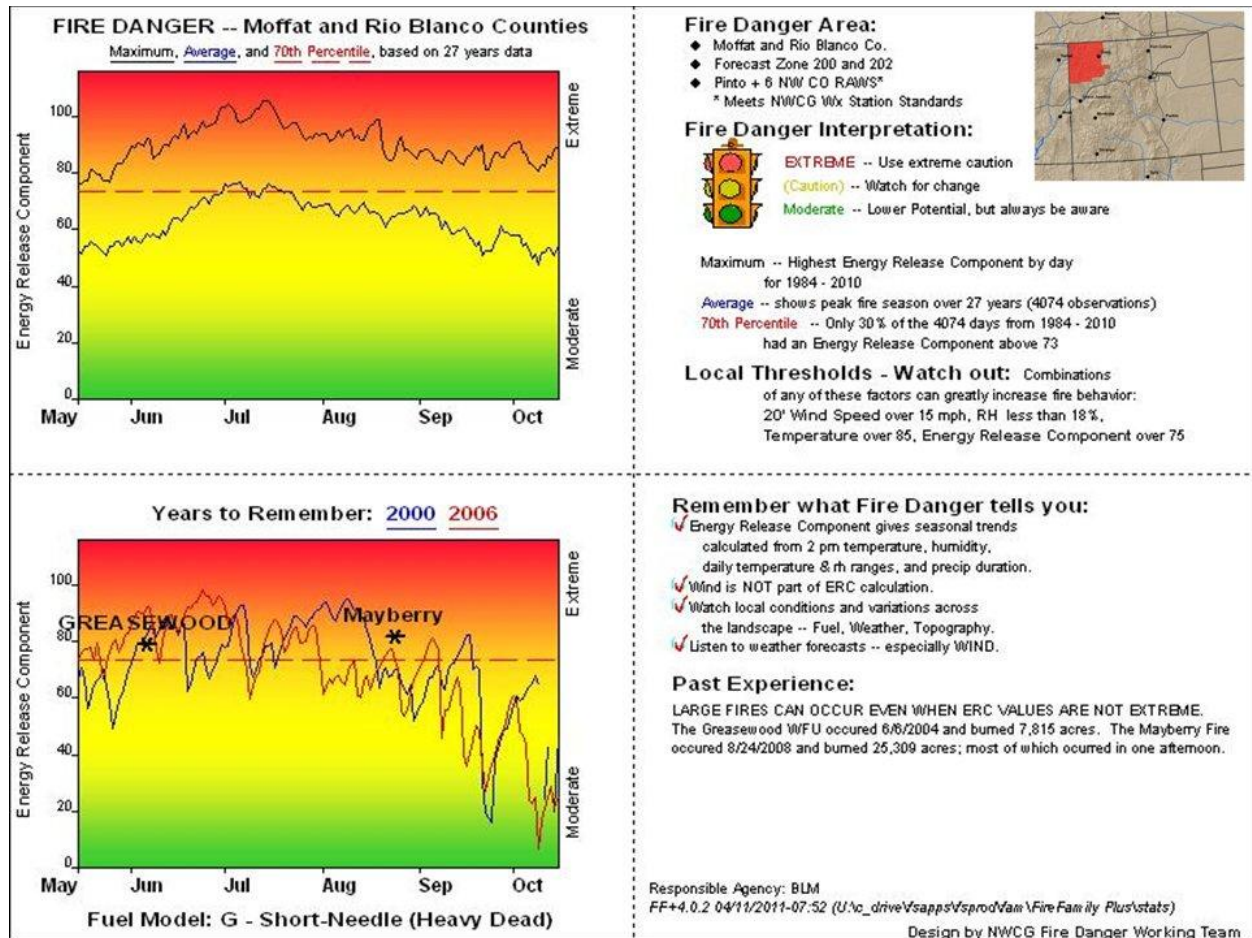 FIRE DANGER -- Moffat and Rio Blanco Counties
Maximum, Average, and 70th Percentile, based on 27 years data
Energy Release Component
100
80
60
40
20
0
Extreme
Moderate
May
Jun
Jul
Aug
Sep
Oct
Fire Danger Area:
Moffat and Rio Blanco Co.
Forecast Zone 200 and 202
Pinto + 6 NW CO RAWS*
* Meets NWCG Wx Station Standards
Fire Danger Interpretation:
EXTREME -- Use extreme caution
(Caution) -- Watch for change
Moderate -- Lower Potential, but always be aware
Maximum -- Highest Energy Release Component by day
for 1984 - 2010
Average -- shows peak fire season over 27 years (4074 observations)
70th Percentile -- Only 30% of the 4074 days from 1984 - 2010
had an Energy Release Component above 73
Local Thresholds - Watch out: Combinations
of any of these factors can greatly increase fire behavior:
20' Wind Speed over 15 mph, RH less than 18%,
Temperature over 85, Energy Release Component over 75
Years to Remember: 2000 2006
Energy Release Component
100
80
60
40
20
0
Extreme
Moderate
GREASEWOOD
*
Mayberry
*
May
Jun
Jul
Aug
Sep
Oct
Fuel Model: G - Short-Needle (Heavy Dead)
Remember what Fire Danger tells you:
Energy Release Component gives seasonal trends
calculated from 2 pm temperature, humidity,
daily temperature & rh ranges, and precip duration.
Wind is NOT part of ERC calculation.
Watch local conditions and variations across
the landscape -- Fuel, Weather, Topography.
Listen to weather forecasts -- especially WIND.
Past Experience:
LARGE FIRES CAN OCCUR EVEN WHEN ERC VALUES ARE NOT EXTREME.
The Greasewood WFU occured 6/6/2004 and burned 7,815 acres. The Mayberry Fire
occured 8/24/2008 and burned 25,309 acres; most of which ocurred in one afternoon.
Responsible Agency: BLM
FF+4.0.2 04/11/2011-07:52 (U:\c_drive\fsapps\fsprod\fam\FireFamily Plus\stats)
Design by NWCG Fire Danger Working Team